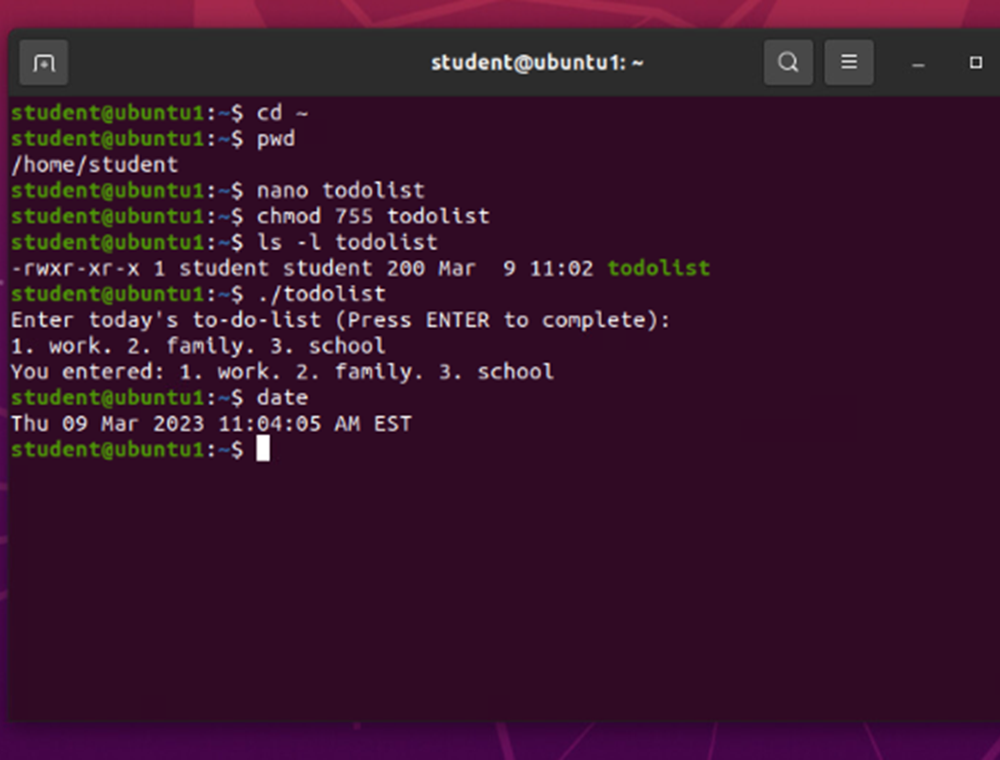 student@ubuntu1: ~
student@ubuntu1:~$ cd ~
student@ubuntu1:~$ pwd
/home/student
student@ubuntu1:~$ nano todolist
student@ubuntu1:~$ chmod 755 todolist
student@ubuntu1:~$ ls -l todolist
-rwxr-xr-x 1 student student 200 Mar  9 11:02 todolist
student@ubuntu1:~$ ./todolist
Enter today's to-do-list (Press ENTER to complete):
1. work. 2. family. 3. school
You entered: 1. work. 2. family. 3. school
student@ubuntu1:~$ date
Thu 09 Mar 2023 11:04:05 AM EST
student@ubuntu1:~$